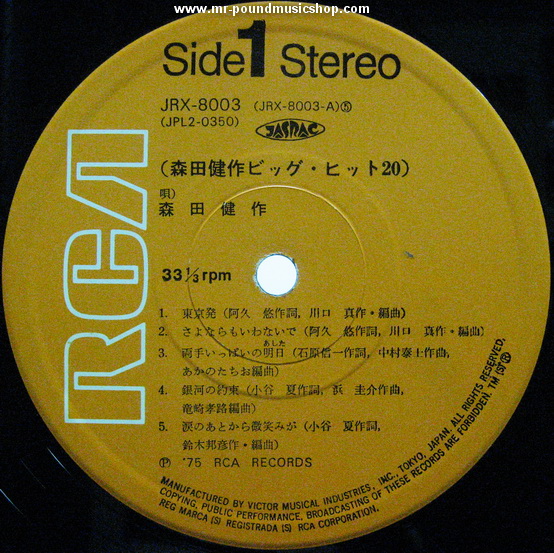 www.mr-poundmusicshop.com
Side 1 Stereo
JRX-8003 (JRX-8003-A)⑤
(JPL2-0350)
JASRAC
RCA
(森田健作ビッグ・ヒット20)
唄)
森田健作
33 1/3 rpm
1. 東京発(阿久 悠作詞, 川口 真作・編曲)
2. さよならもいわないで(阿久 悠作詞, 川口 真作・編曲)
あした
3. 両手いっぱいの明日(石原信一作詞, 中村泰士作曲,
あかのたちお編曲)
4. 銀河の約束(小谷 夏作詞, 浜 圭介作曲,
竜崎孝路編曲)
5. 涙のあとから微笑みが(小谷 夏作詞,
鈴木邦彦作・編曲)
Ⓟ '75 RCA RECORDS
MANUFACTURED BY VICTOR MUSICAL INDUSTRIES, INC., TOKYO, JAPAN. ALL RIGHTS RESERVED.
COPYING, PUBLIC PERFORMANCE, BROADCASTING OF THESE RECORDS ARE FORBIDDEN. TM
REG MARCA (S) REGISTRADA (S) RCA CORPORATION.